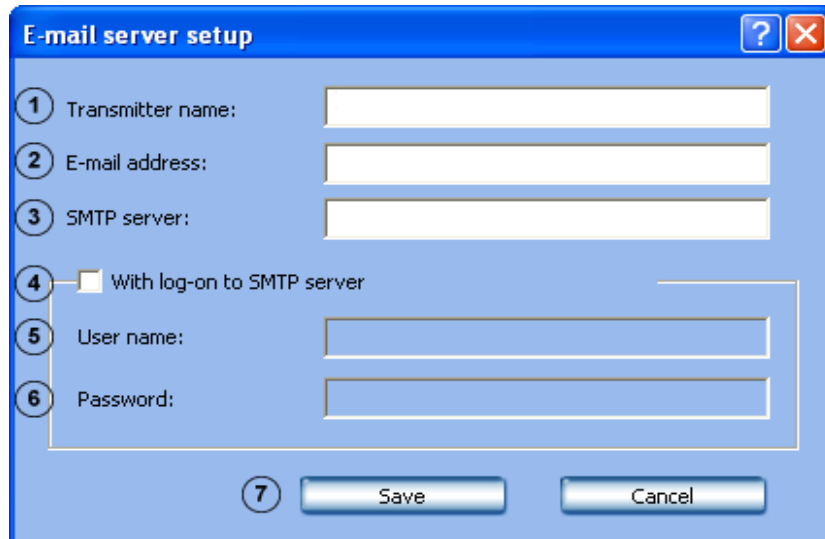 E-mail server setup
1 Transmitter name:
2 E-mail address:
3 SMTP server:
4 With log-on to SMTP server
5 User name:
6 Password:
7 Save Cancel